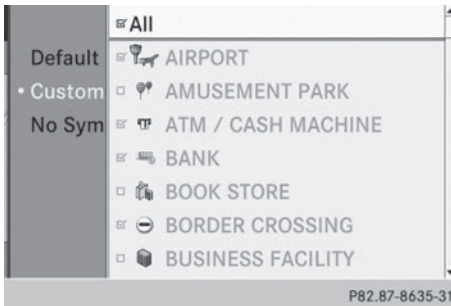 All
Default
AIRPORT
• Custom
AMUSEMENT PARK
No Sym
ATM / CASH MACHINE
BANK
BOOK STORE
BORDER CROSSING
BUSINESS FACILITY
P82.87-8635-31